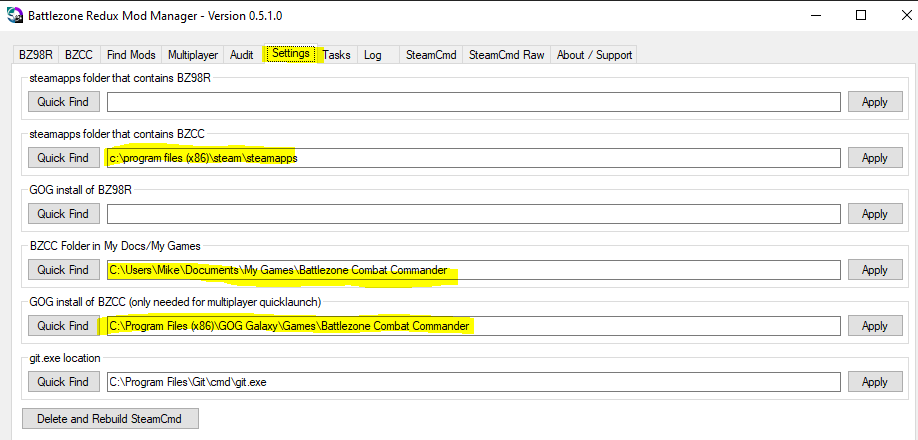 Battlezone Redux Mod Manager - Version 0.5.1.0
BZ98R BZCC Find Mods Multiplayer Audit Settings Tasks Log SteamCmd SteamCmd Raw About / Support
steamapps folder that contains BZ98R
Quick Find Apply
steamapps folder that contains BZCC
Quick Find c:\program files (x86)\steam\steamapps Apply
GOG install of BZ98R
Quick Find Apply
BZCC Folder in My Docs/My Games
Quick Find C:\Users\Mike\Documents\My Games\Battlezone Combat Commander Apply
GOG install of BZCC (only needed for multiplayer quicklaunch)
Quick Find C:\Program Files (x86)\GOG Galaxy\Games\Battlezone Combat Commander Apply
git.exe location
Quick Find C:\Program Files\Git\cmd\git.exe Apply
Delete and Rebuild SteamCmd